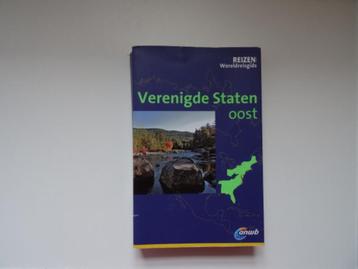 REIZEN
Wereldreisgids
Verenigde Staten
oost
anwb